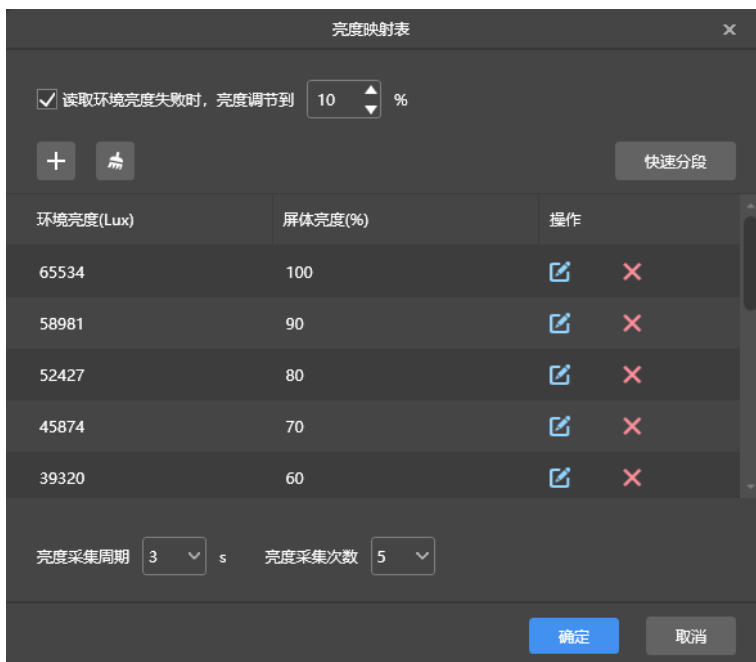 亮度映射表
读取环境亮度失败时，亮度调节到 10 %
快速分段
环境亮度(Lux) 屏体亮度(%) 操作
65534 100
58981 90
52427 80
45874 70
39320 60
亮度采集周期 3 s 亮度采集次数 5
确定 取消